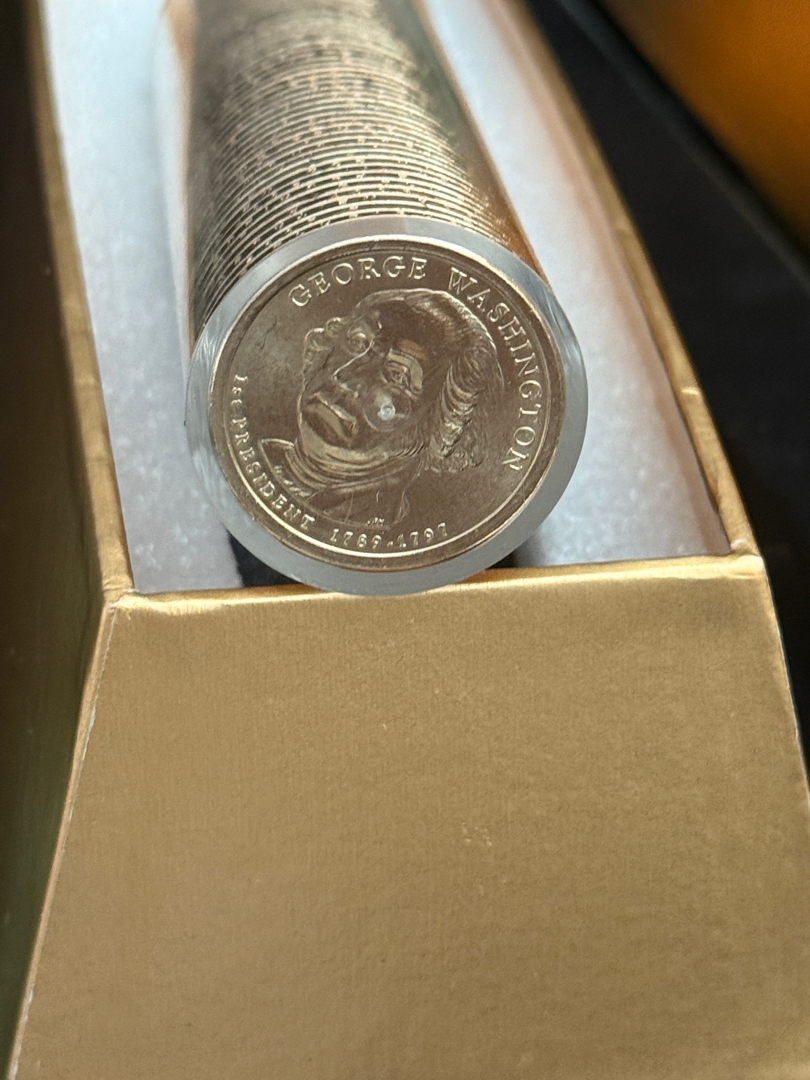 GEORGE WASHINGTON
1st PRESIDENT 1789-1797